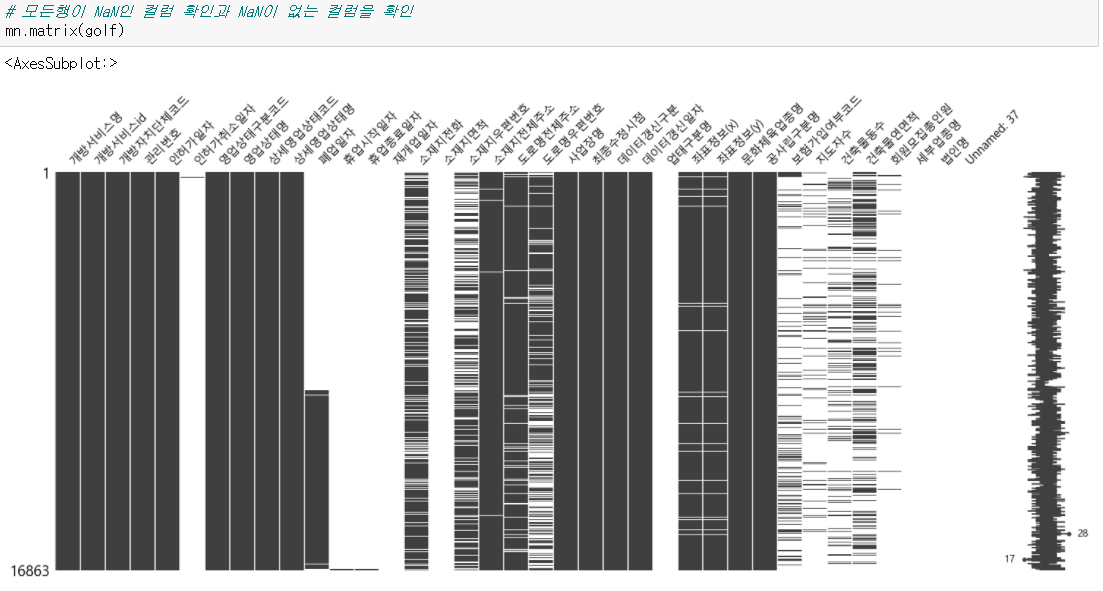 # 모든행이 NaN인 컬럼 확인과 NaN이 없는 컬럼을 확인
mn.matrix(golf)
<AxesSubplot:>
개방서비스명
개방서비스id
개방자치단체코드
관리번호
인허가일자
인허가취소일자
영업상태구분코드
영업상태명
상세영업상태코드
상세영업상태명
폐업일자
휴업시작일자
휴업종료일자
재개업일자
소재지전화
소재지면적
소재지우편번호
소재지전체주소
도로명전체주소
도로명우편번호
사업장명
최종수정시점
데이터갱신구분
데이터갱신일자
업태구분명
좌표정보(x)
좌표정보(y)
문화체육업종명
공사립구분명
보험가입여부코드
지도자수
건축물동수
건축물연면적
회원모집총인원
세부업종명
법인명
Unnamed: 37
1
16863
28
17